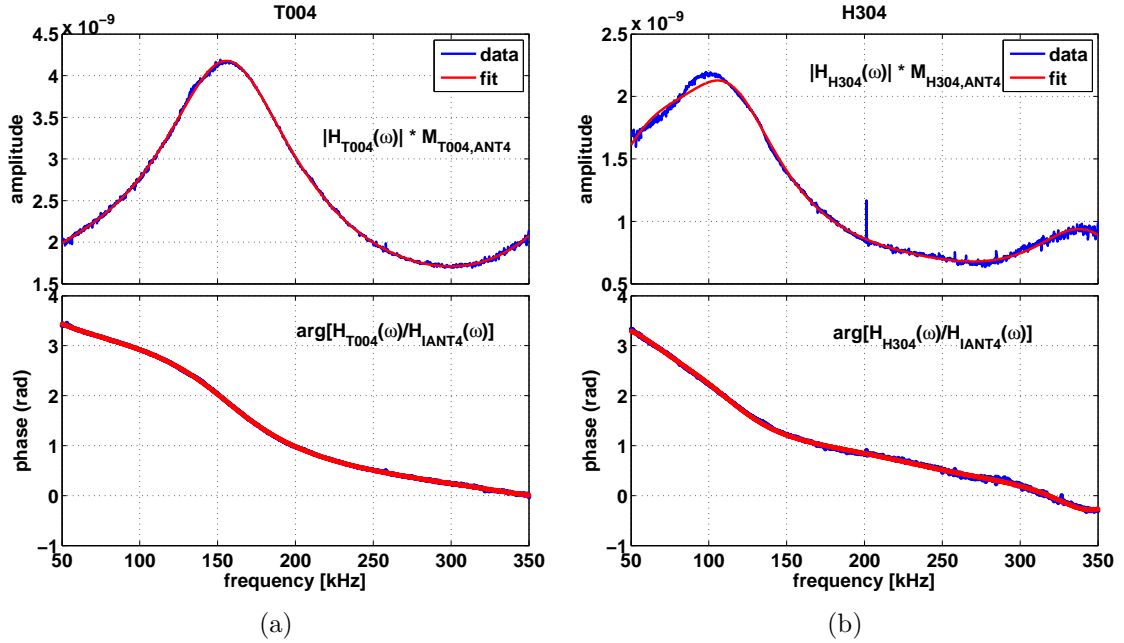 T004
x 10^-9
4.5
4
3.5
3
2.5
2
1.5
amplitude
data
fit
|H_T004(ω)| * M_T004,ANT4
4
3
2
1
0
−1
phase (rad)
arg[H_T004(ω)/H_IANT4(ω)]
50 100 150 200 250 300 350
frequency [kHz]
(a)
H304
x 10^-9
2.5
2
1.5
1
0.5
amplitude
data
fit
|H_H304(ω)| * M_H304,ANT4
4
3
2
1
0
−1
phase (rad)
arg[H_H304(ω)/H_IANT4(ω)]
50 100 150 200 250 300 350
frequency [kHz]
(b)